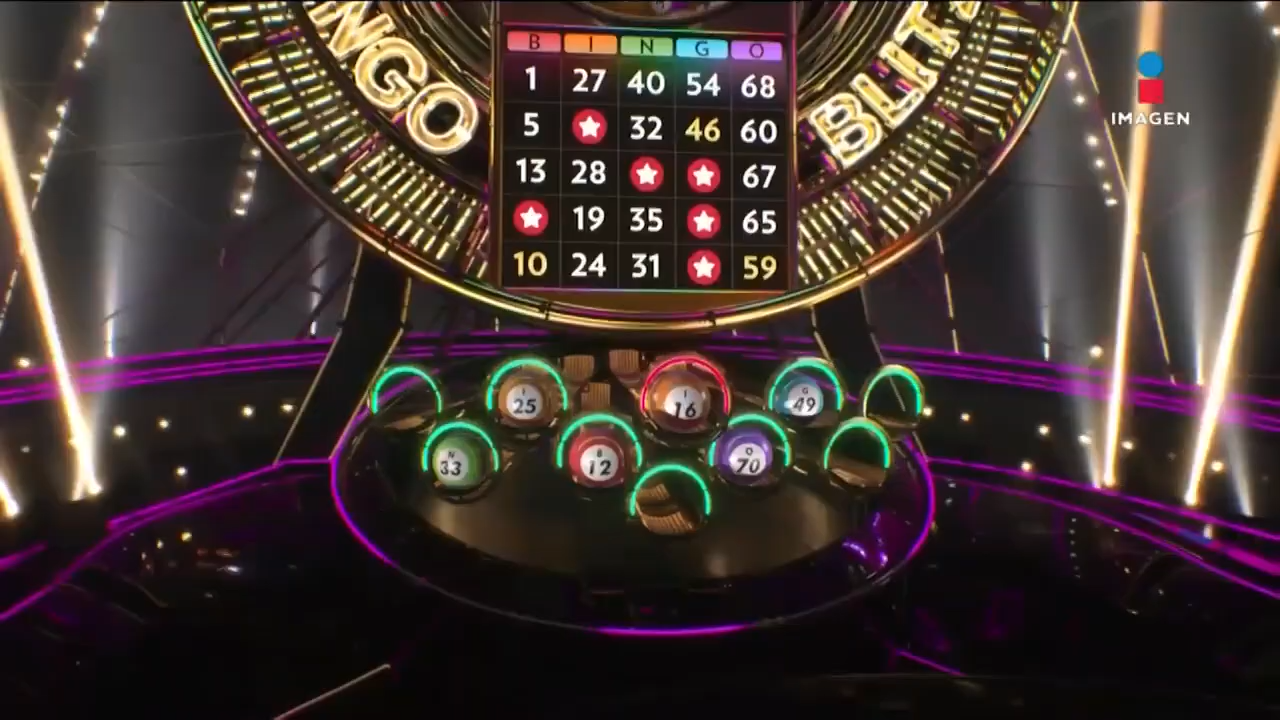 INGO
BLIT
IMAGEN
B I N G O
1 27 40 54 68
5 32 46 60
13 28 67
19 35 65
10 24 31 59
I 25
I 16
G 49
N 33
B 12
O 70